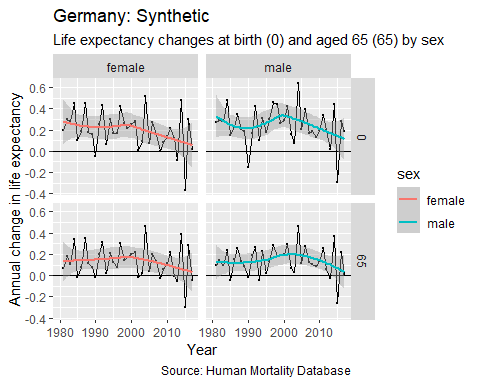 Germany: Synthetic
Life expectancy changes at birth (0) and aged 65 (65) by sex
female
male
Annual change in life expectancy
0.6
0.4
0.2
0.0
-0.2
-0.4
0
0.6
0.4
0.2
0.0
-0.2
-0.4
65
1980
1990
2000
2010
1980
1990
2000
2010
Year
sex
female
male
Source: Human Mortality Database